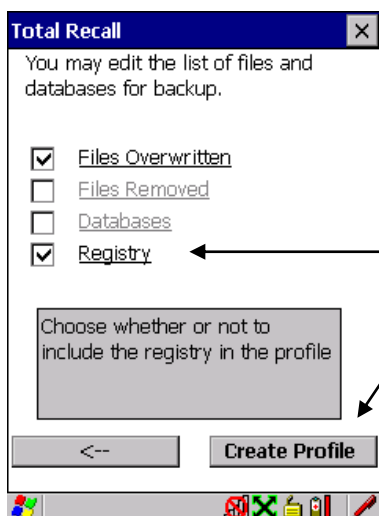 Total Recall
You may edit the list of files and
databases for backup.
Files Overwritten
Files Removed
Databases
Registry
Choose whether or not to
include the registry in the profile
<-- Create Profile